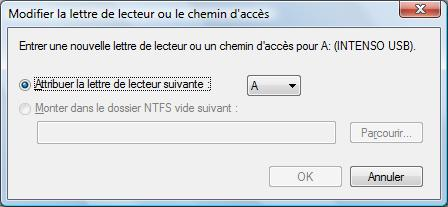 Modifier la lettre de lecteur ou le chemin d'accès
Entrer une nouvelle lettre de lecteur ou un chemin d'accès pour A: (INTENSO USB).
Attribuer la lettre de lecteur suivante : A
Monter dans le dossier NTFS vide suivant :
Parcourir...
OK Annuler